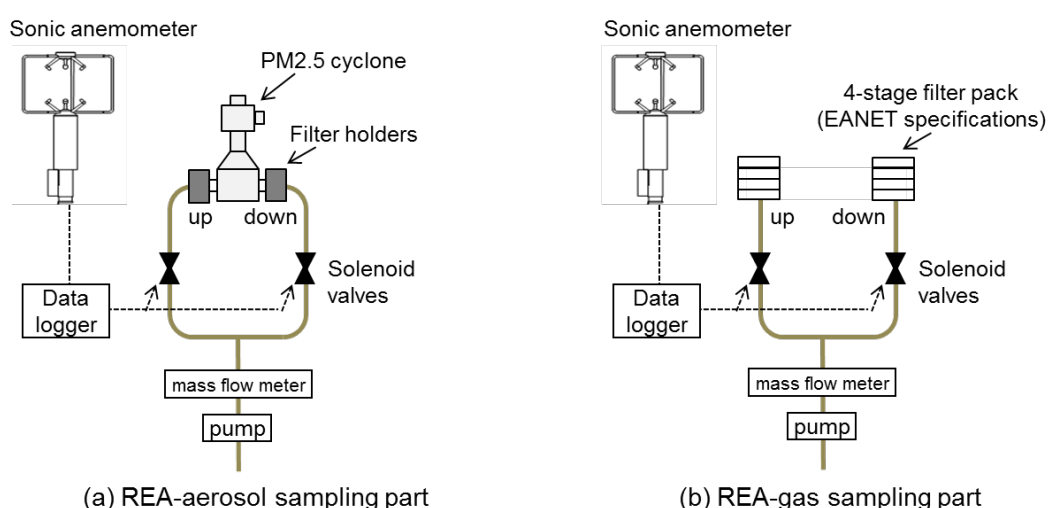 Sonic anemometer
PM2.5 cyclone
Filter holders
up
down
Solenoid
valves
Data
logger
mass flow meter
pump
(a) REA-aerosol sampling part
Sonic anemometer
4-stage filter pack
(EANET specifications)
up
down
Solenoid
valves
Data
logger
mass flow meter
pump
(b) REA-gas sampling part